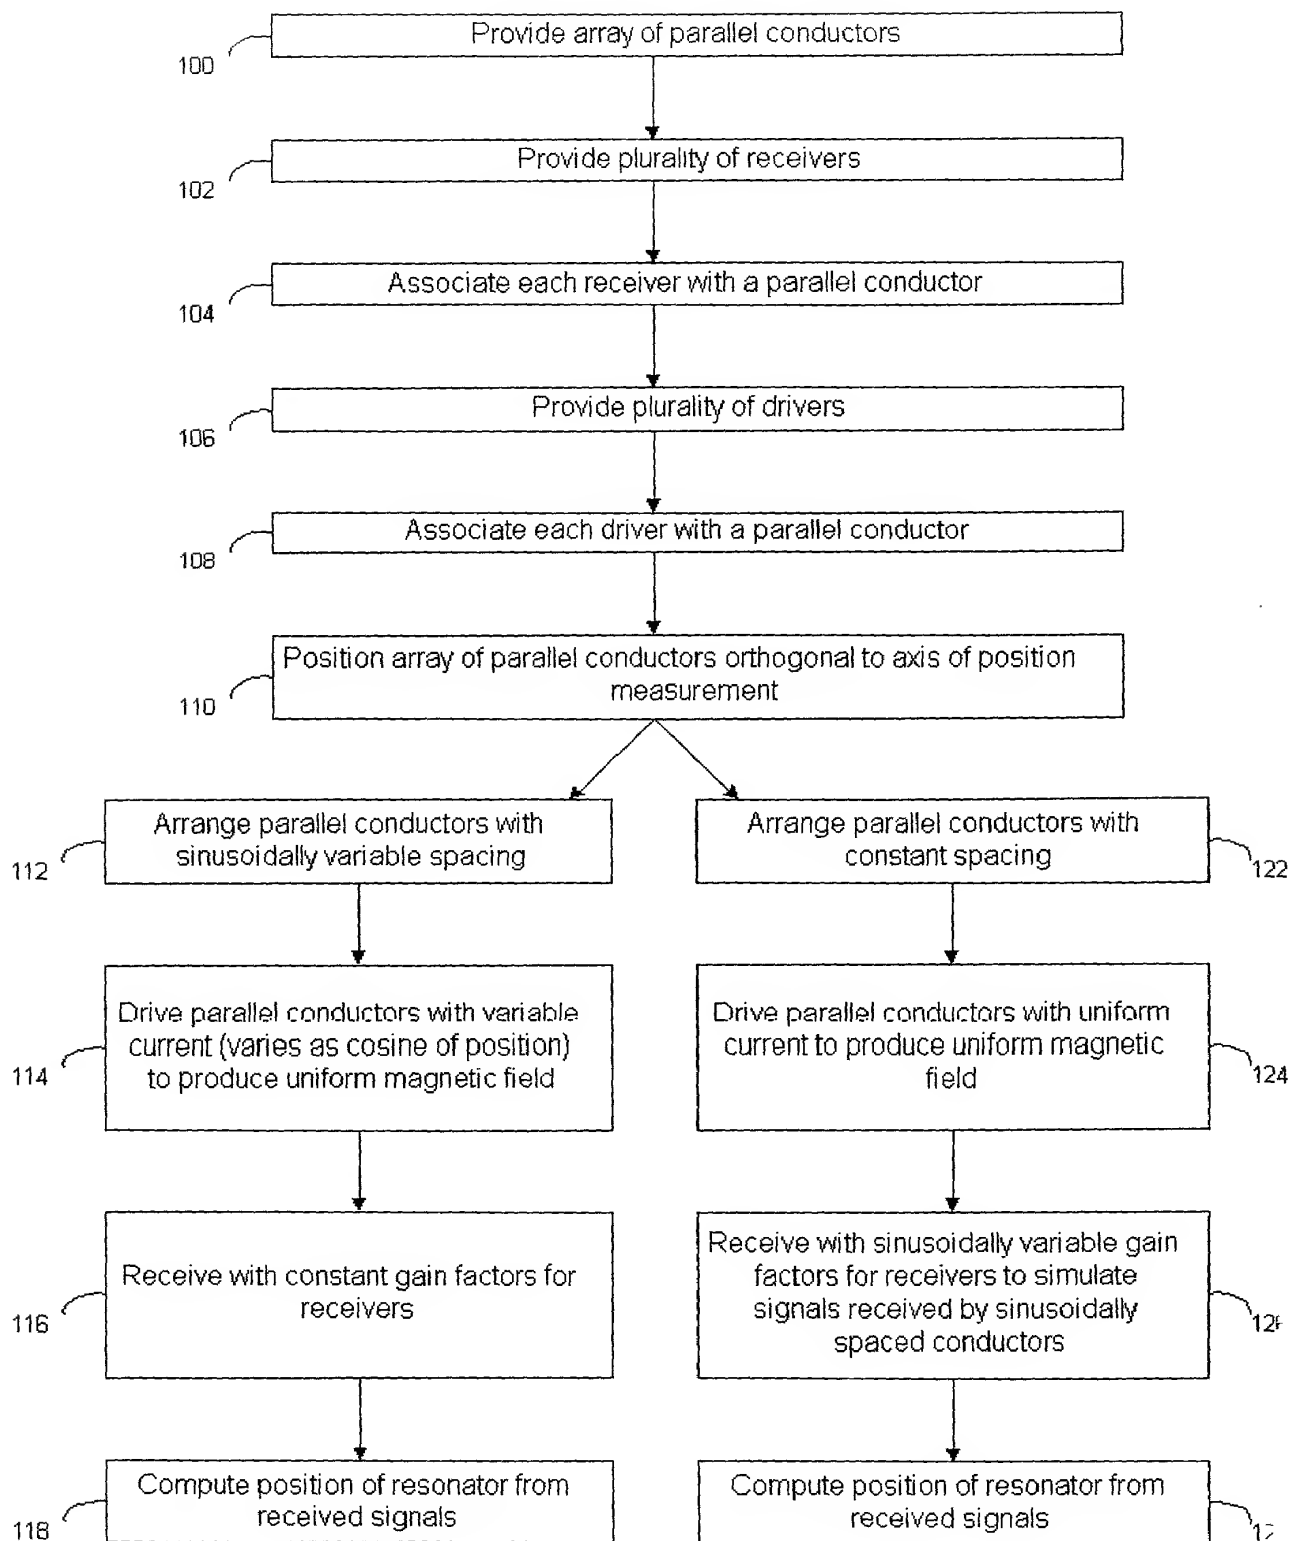 Provide array of parallel conductors
100
Provide plurality of receivers
102
Associate each receiver with a parallel conductor
104
Provide plurality of drivers
106
Associate each driver with a parallel conductor
108
Position array of parallel conductors orthogonal to axis of position
measurement
110
Arrange parallel conductors with
sinusoidally variable spacing
112
Arrange parallel conductors with
constant spacing
122
Drive parallel conductors with variable
current (varies as cosine of position)
to produce uniform magnetic field
114
Drive parallel conductors with uniform
current to produce uniform magnetic
field
124
Receive with constant gain factors for
receivers
116
Receive with sinusoidally variable gain
factors for receivers to simulate
signals received by sinusoidally
spaced conductors
Compute position of resonator from
received signals
118
Compute position of resonator from
received signals